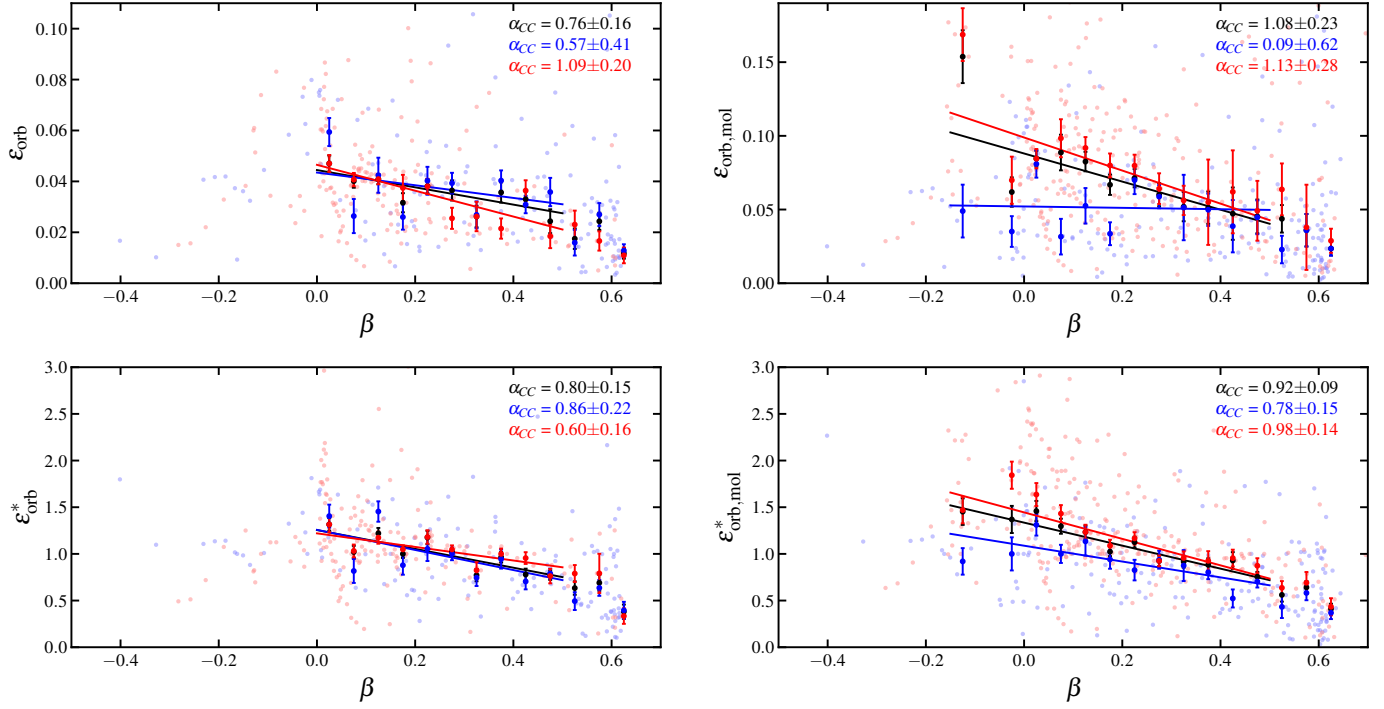 α_CC = 0.76±0.16
α_CC = 0.57±0.41
α_CC = 1.09±0.20
0.10
0.08
0.06
0.04
0.02
0.00
ε_orb
−0.4 −0.2 0.0 0.2 0.4 0.6
β
α_CC = 1.08±0.23
α_CC = 0.09±0.62
α_CC = 1.13±0.28
0.15
0.10
0.05
0.00
ε_orb,mol
−0.4 −0.2 0.0 0.2 0.4 0.6
β
α_CC = 0.80±0.15
α_CC = 0.86±0.22
α_CC = 0.60±0.16
3.0
2.5
2.0
1.5
1.0
0.5
0.0
ε*_orb
−0.4 −0.2 0.0 0.2 0.4 0.6
β
α_CC = 0.92±0.09
α_CC = 0.78±0.15
α_CC = 0.98±0.14
3.0
2.5
2.0
1.5
1.0
0.5
0.0
ε*_orb,mol
−0.4 −0.2 0.0 0.2 0.4 0.6
β